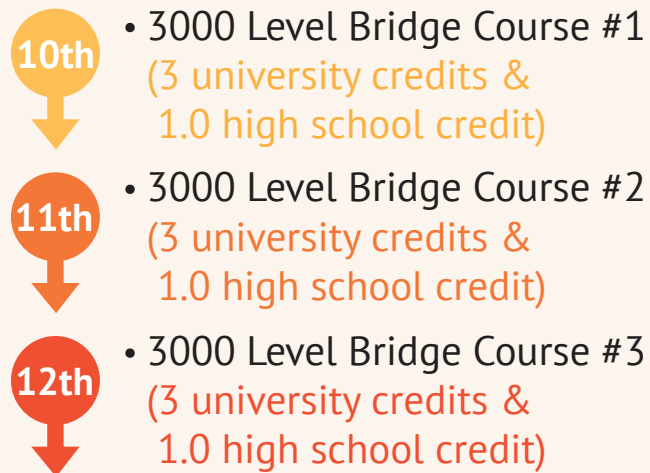 10th
• 3000 Level Bridge Course #1
(3 university credits &
1.0 high school credit)
11th
• 3000 Level Bridge Course #2
(3 university credits &
1.0 high school credit)
12th
• 3000 Level Bridge Course #3
(3 university credits &
1.0 high school credit)